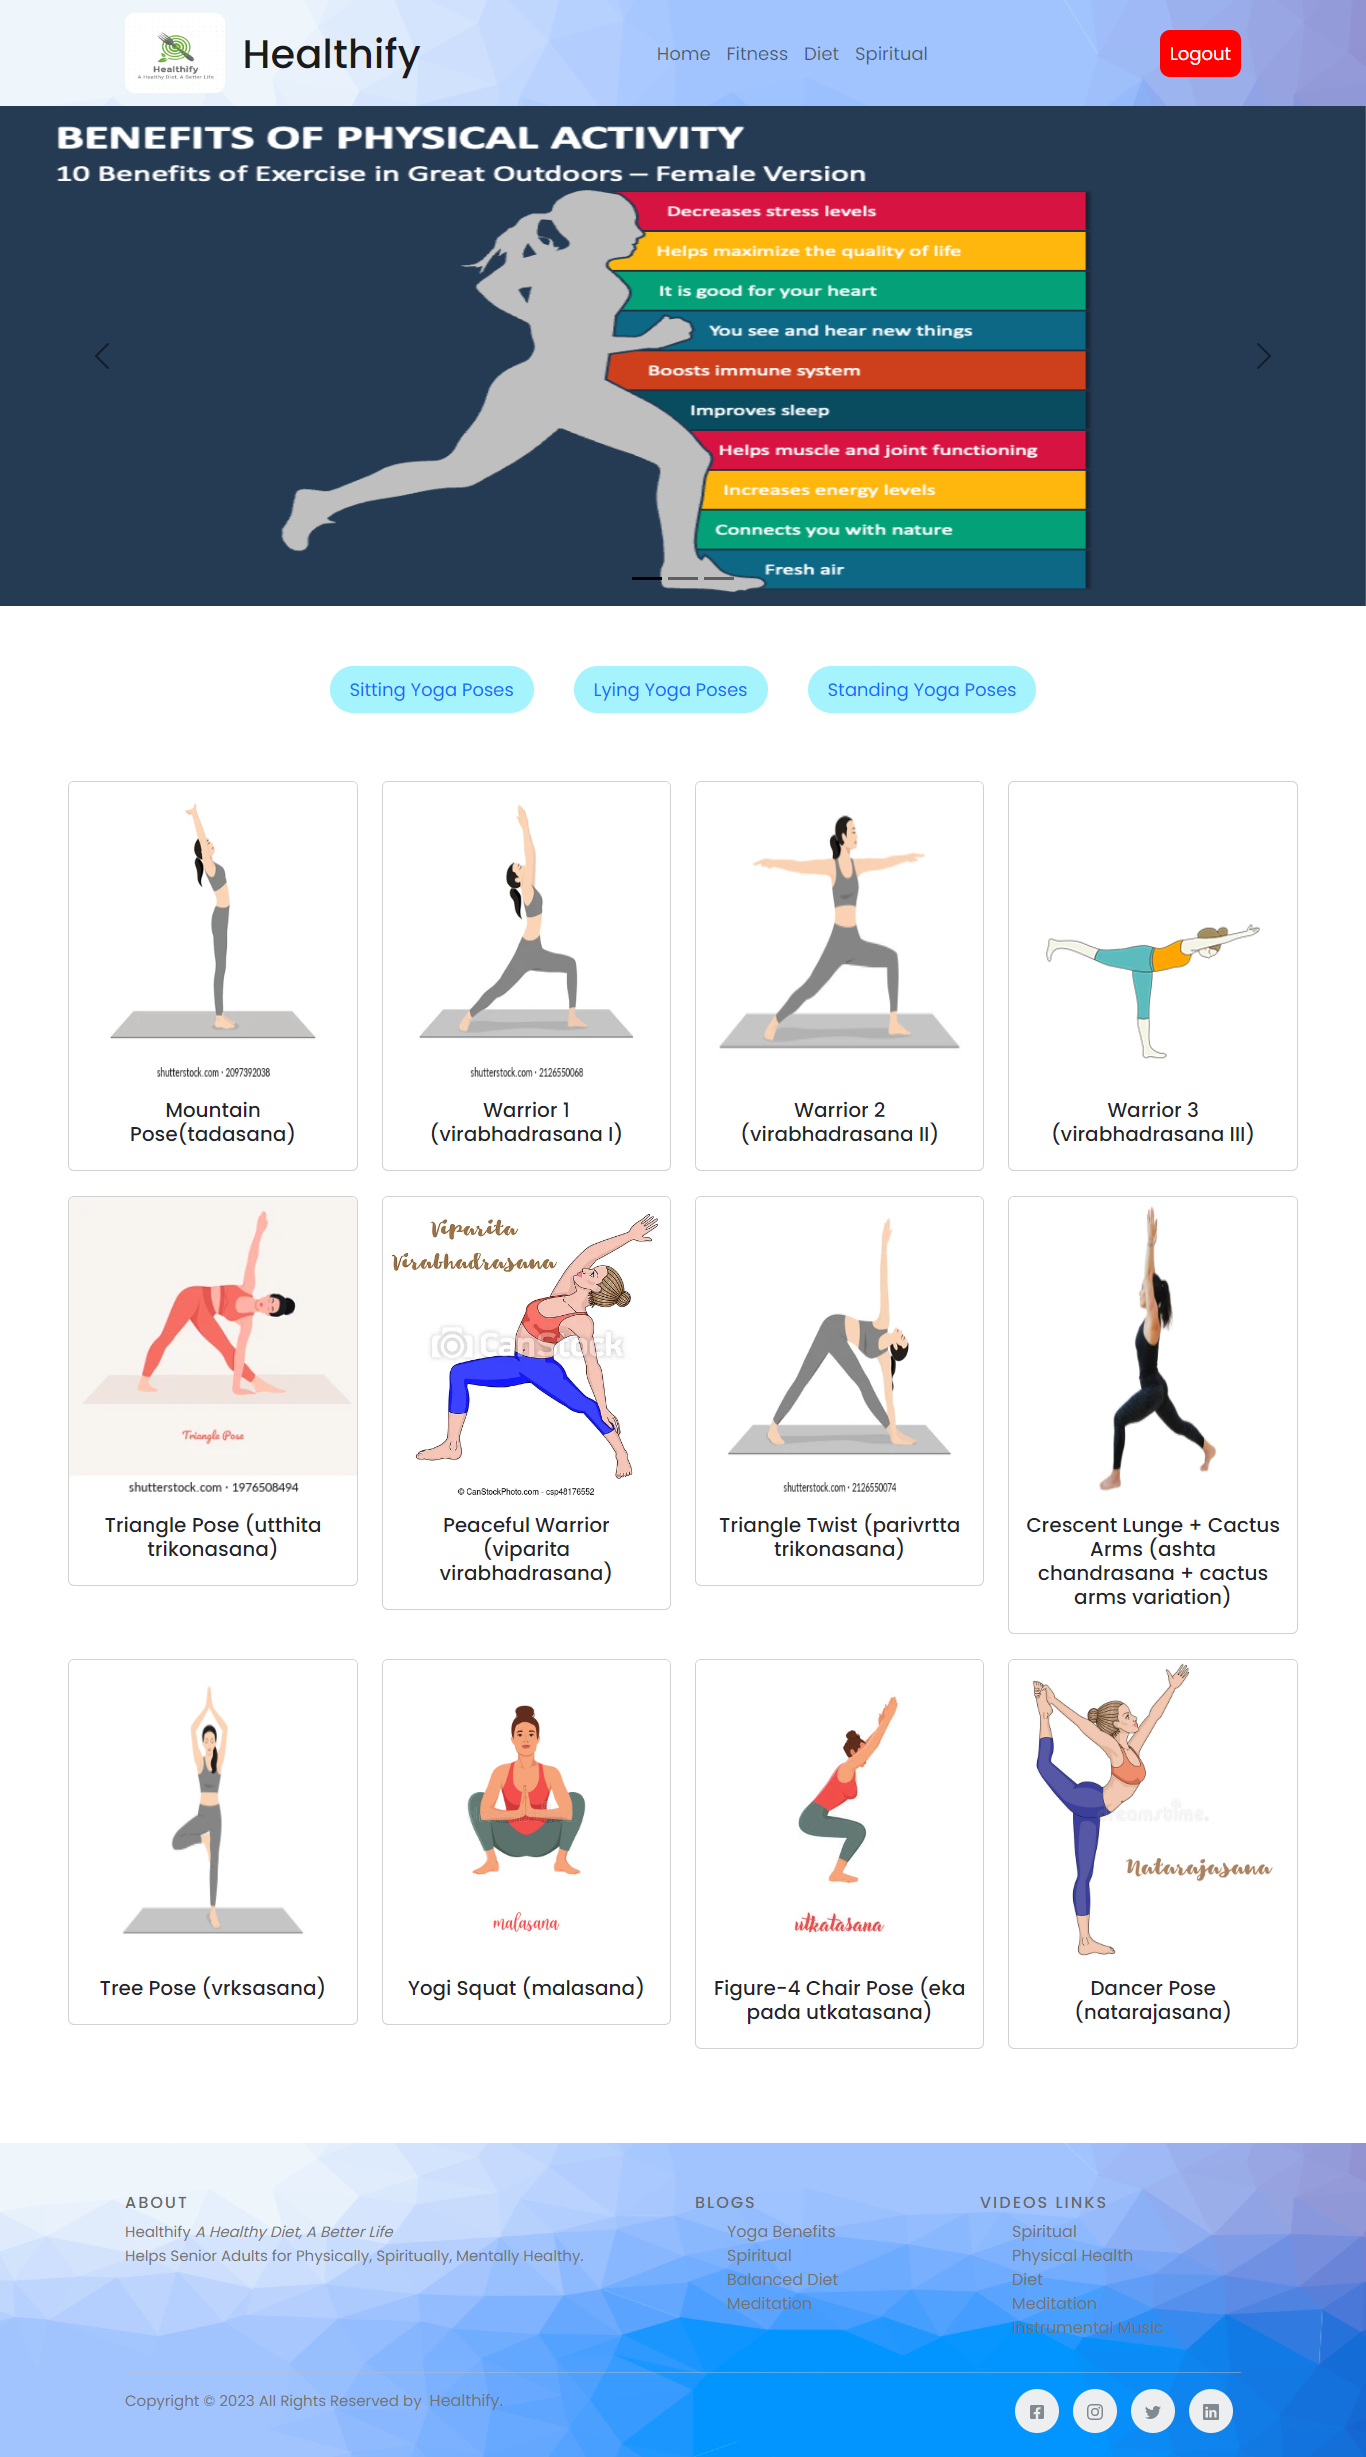 Healthify
A Healthy Diet, A Better Life
Healthify
Home Fitness Diet Spiritual
Logout
BENEFITS OF PHYSICAL ACTIVITY
10 Benefits of Exercise in Great Outdoors – Female Version
Decreases stress levels
Helps maximize the quality of life
It is good for your heart
You see and hear new things
Boosts immune system
Improves sleep
Helps muscle and joint functioning
Increases energy levels
Connects you with nature
Fresh air
Sitting Yoga Poses
Lying Yoga Poses
Standing Yoga Poses
shutterstock.com · 2097392038
Mountain
Pose(tadasana)
shutterstock.com · 2126550068
Warrior 1
(virabhadrasana I)
Warrior 2
(virabhadrasana II)
Warrior 3
(virabhadrasana III)
Triangle Pose
shutterstock.com · 1976508494
Triangle Pose (utthita
trikonasana)
Viparita
Virabhadrasana
CanStock
© CanStockPhoto.com - csp48176552
Peaceful Warrior
(viparita
virabhadrasana)
shutterstock.com · 2126550074
Triangle Twist (parivrtta
trikonasana)
Crescent Lunge + Cactus
Arms (ashta
chandrasana + cactus
arms variation)
Tree Pose (vrksasana)
malasana
Yogi Squat (malasana)
utkatasana
Figure-4 Chair Pose (eka
pada utkatasana)
dreamstime.
Natarajasana
Dancer Pose
(natarajasana)
ABOUT
Healthify A Healthy Diet, A Better Life
Helps Senior Adults for Physically, Spiritually, Mentally Healthy.
BLOGS
Yoga Benefits
Spiritual
Balanced Diet
Meditation
VIDEOS LINKS
Spiritual
Physical Health
Diet
Meditation
Instrumental Music
Copyright © 2023 All Rights Reserved by Healthify.